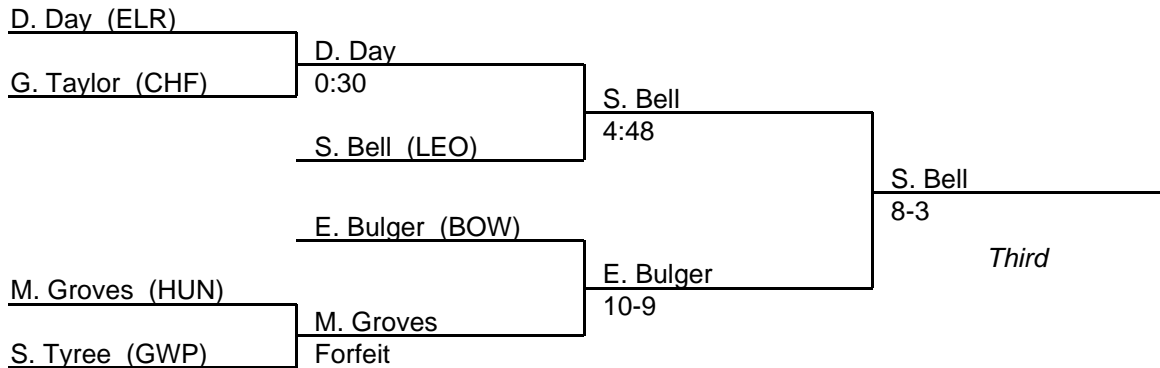 D. Day (ELR)
D. Day
G. Taylor (CHF)
0:30
S. Bell
4:48
S. Bell (LEO)
S. Bell
8-3
E. Bulger (BOW)
Third
E. Bulger
M. Groves (HUN)
10-9
M. Groves
S. Tyree (GWP)
Forfeit